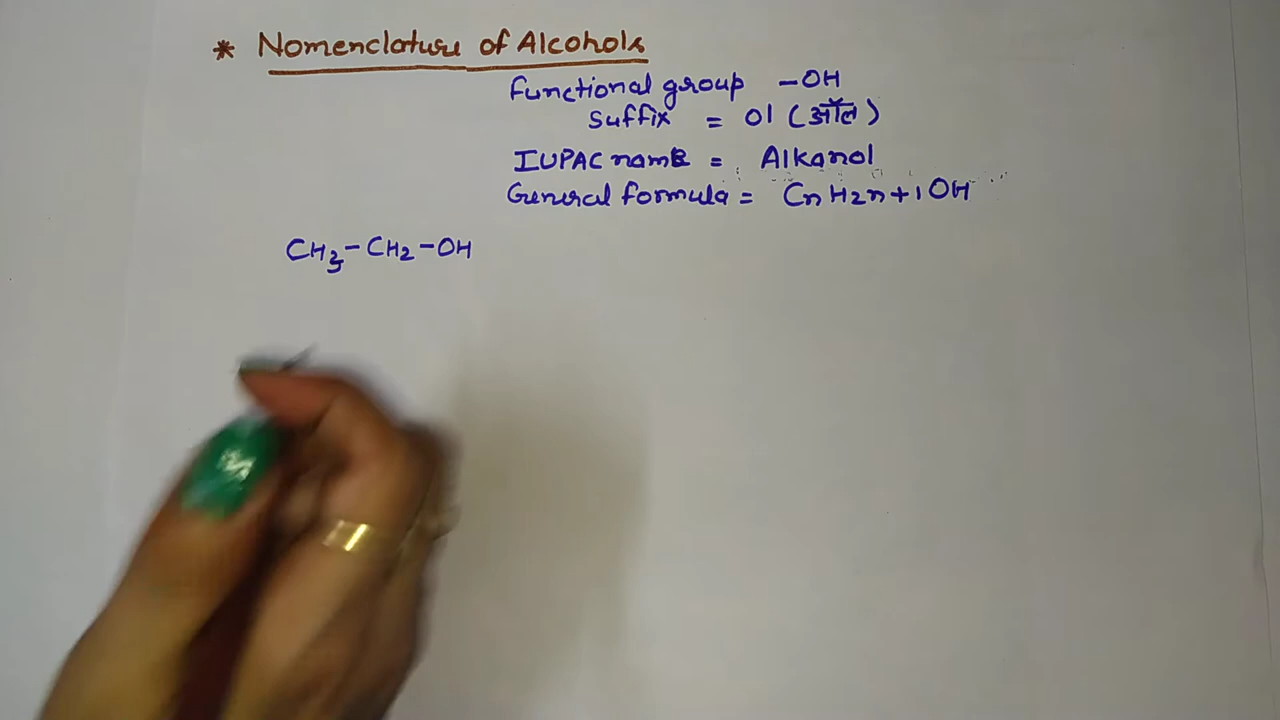 * Nomenclature of Alcohols
Functional group -OH
Suffix = ol (ऑल)
IUPAC name = Alkanol
General formula = CnH2n+1OH
CH3-CH2-OH